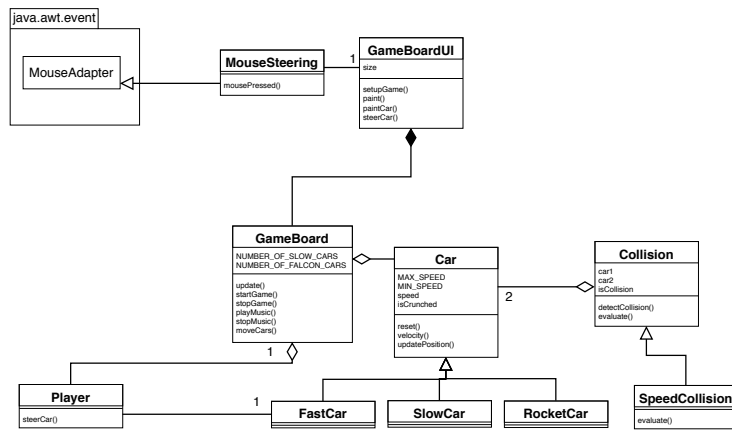 java.awt.event
MouseAdapter
MouseSteering
mousePressed()
1
GameBoardUI
size
setupGame()
paint()
paintCar()
steerCar()
GameBoard
NUMBER_OF_SLOW_CARS
NUMBER_OF_FALCON_CARS
update()
startGame()
stopGame()
playMusic()
stopMusic()
moveCars()
Car
MAX_SPEED
MIN_SPEED
speed
isCrunched
reset()
velocity()
updatePosition()
2
Collision
car1
car2
isCollision
detectCollision()
evaluate()
1
Player
steerCar()
1
FastCar
SlowCar
RocketCar
SpeedCollision
evaluate()